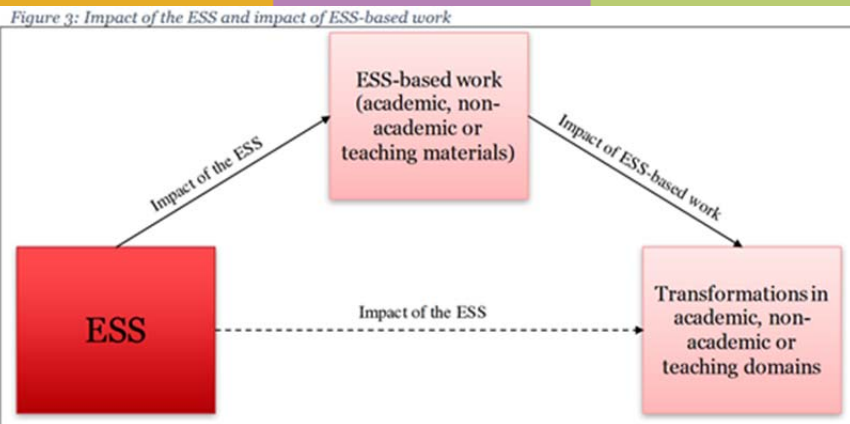 Figure 3: Impact of the ESS and impact of ESS-based work
ESS-based work
(academic, non-
academic or
teaching materials)
Impact of the ESS
Impact of ESS-based work
ESS
Impact of the ESS
Transformations in
academic, non-
academic or
teaching domains